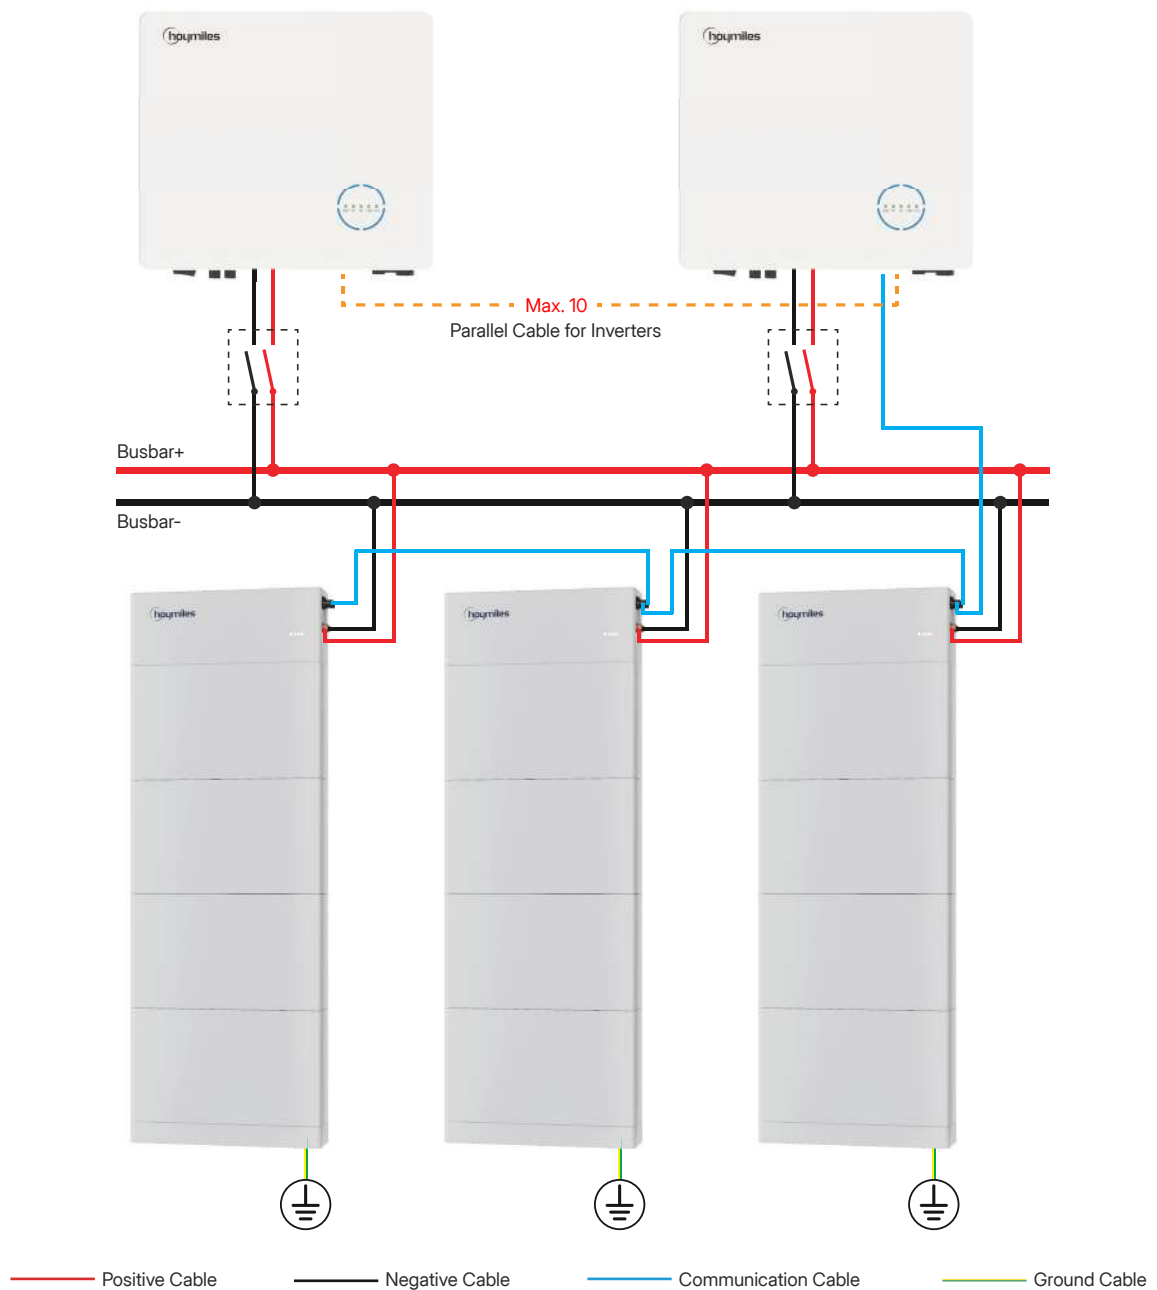 hoymiles
hoymiles
Max. 10
Parallel Cable for Inverters
Busbar+
Busbar-
hoymiles
hoymiles
hoymiles
Positive Cable
Negative Cable
Communication Cable
Ground Cable